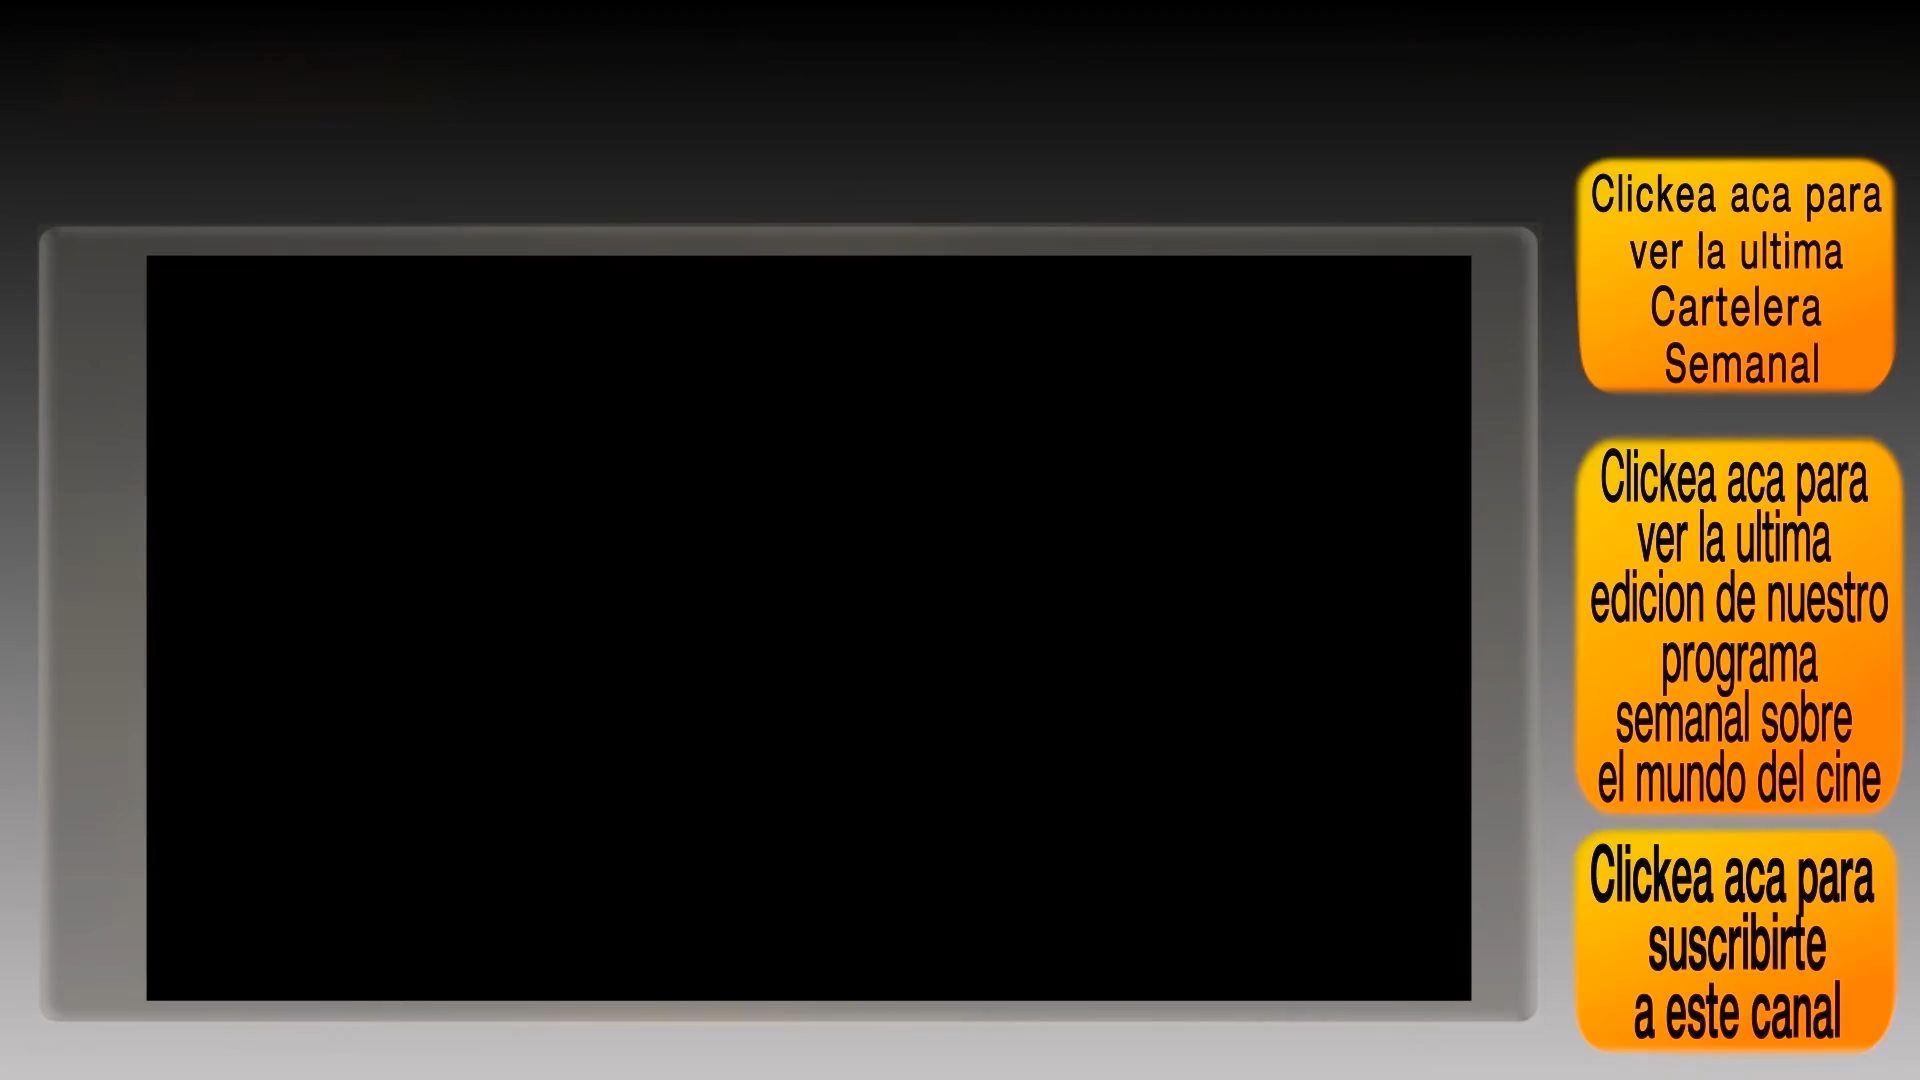 Clickea aca para
ver la ultima
Cartelera
Semanal
Clickea aca para
ver la ultima
edicion de nuestro
programa
semanal sobre
el mundo del cine
Clickea aca para
suscribirte
a este canal